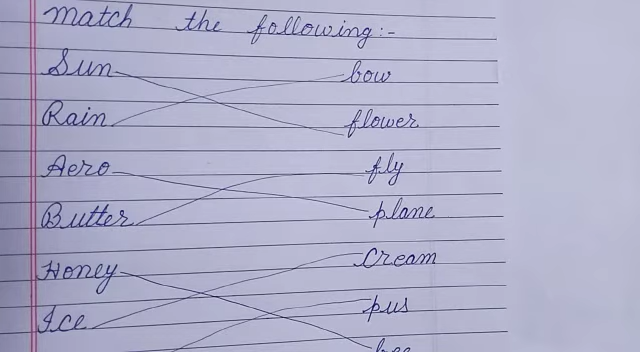 Match the following:-
Sun bow
Rain flower
Aero fly
Butter plane
Honey Cream
Ice pus